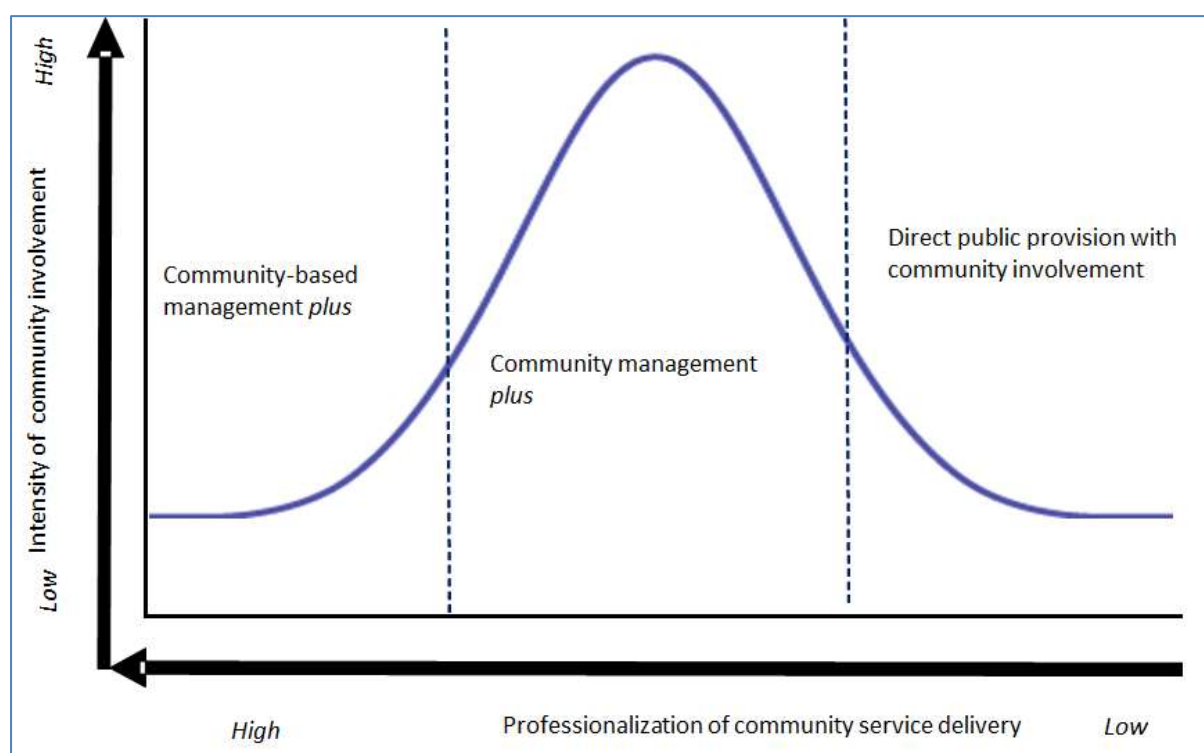 High
Intensity of community involvement
Low
Community-based
management plus
Community management
plus
Direct public provision with
community involvement
High
Professionalization of community service delivery
Low